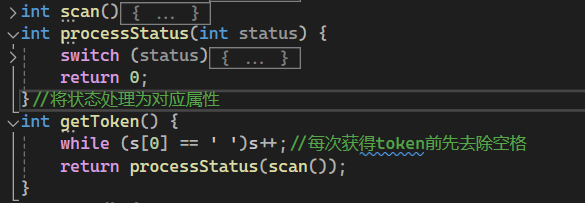 int scan(){ ... }
int processStatus(int status) {
switch (status){ ... }
return 0;
}//将状态处理为对应属性
int getToken() {
while (s[0] == ' ')s++;//每次获得token前先去除空格
return processStatus(scan());
}